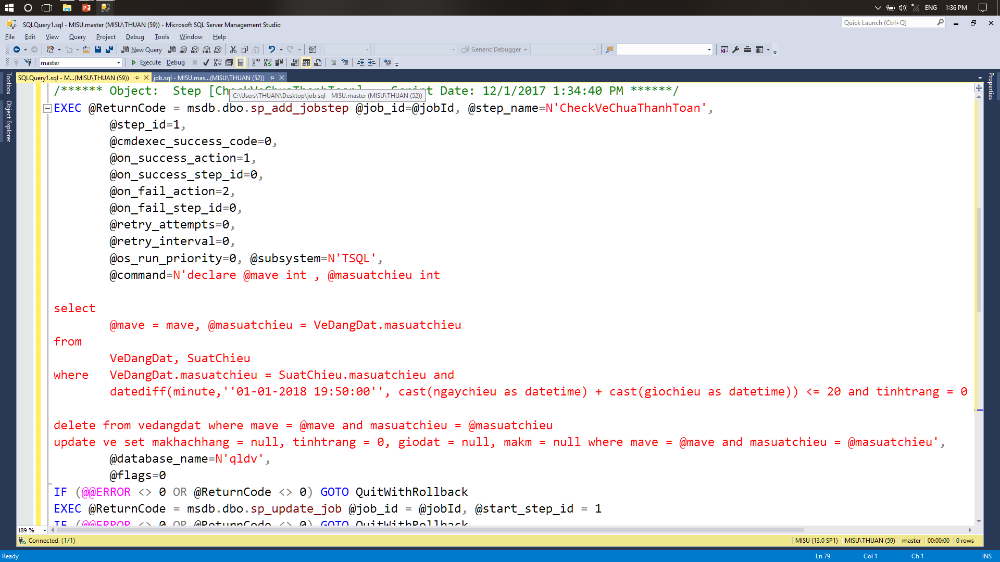 ENG 1:36 PM
SQLQuery1.sql - MISU.master (MISU\THUAN (59)) - Microsoft SQL Server Management Studio
Quick Launch (Ctrl+Q)
File Edit View Query Project Debug Tools Window Help
New Query MDX DMX XMLA DAX Generic Debugger
master Execute Debug
SQLQuery1.sql - M...(MISU\THUAN (59)) job.sql - MISU.mas...(MISU\THUAN (52))
Toolbox
Object Explorer
Properties
/****** Object: Step [ Script Date: 12/1/2017 1:34:40 PM ******/
C:\Users\THUAN\Desktop\job.sql - MISU.master (MISU\THUAN (52))
EXEC @ReturnCode = msdb.dbo.sp_add_jobstep @job_id=@jobId, @step_name=N'CheckVeChuaThanhToan',
@step_id=1,
@cmdexec_success_code=0,
@on_success_action=1,
@on_success_step_id=0,
@on_fail_action=2,
@on_fail_step_id=0,
@retry_attempts=0,
@retry_interval=0,
@os_run_priority=0, @subsystem=N'TSQL',
@command=N'declare @mave int , @masuatchieu int
select
@mave = mave, @masuatchieu = VeDangDat.masuatchieu
from
VeDangDat, SuatChieu
where VeDangDat.masuatchieu = SuatChieu.masuatchieu and
datediff(minute,''01-01-2018 19:50:00'', cast(ngaychieu as datetime) + cast(giochieu as datetime)) <= 20 and tinhtrang = 0
delete from vedangdat where mave = @mave and masuatchieu = @masuatchieu
update ve set makhachhang = null, tinhtrang = 0, giodat = null, makm = null where mave = @mave and masuatchieu = @masuatchieu',
@database_name=N'qldv',
@flags=0
IF (@@ERROR <> 0 OR @ReturnCode <> 0) GOTO QuitWithRollback
EXEC @ReturnCode = msdb.dbo.sp_update_job @job_id = @jobId, @start_step_id = 1
IF (@@ERROR <> 0 OR @ReturnCode <> 0) GOTO QuitWithRollback
189 %
Connected. (1/1) MISU (13.0 SP1) MISU\THUAN (59) master 00:00:00 0 rows
Ready Ln 79 Col 1 Ch 1 INS